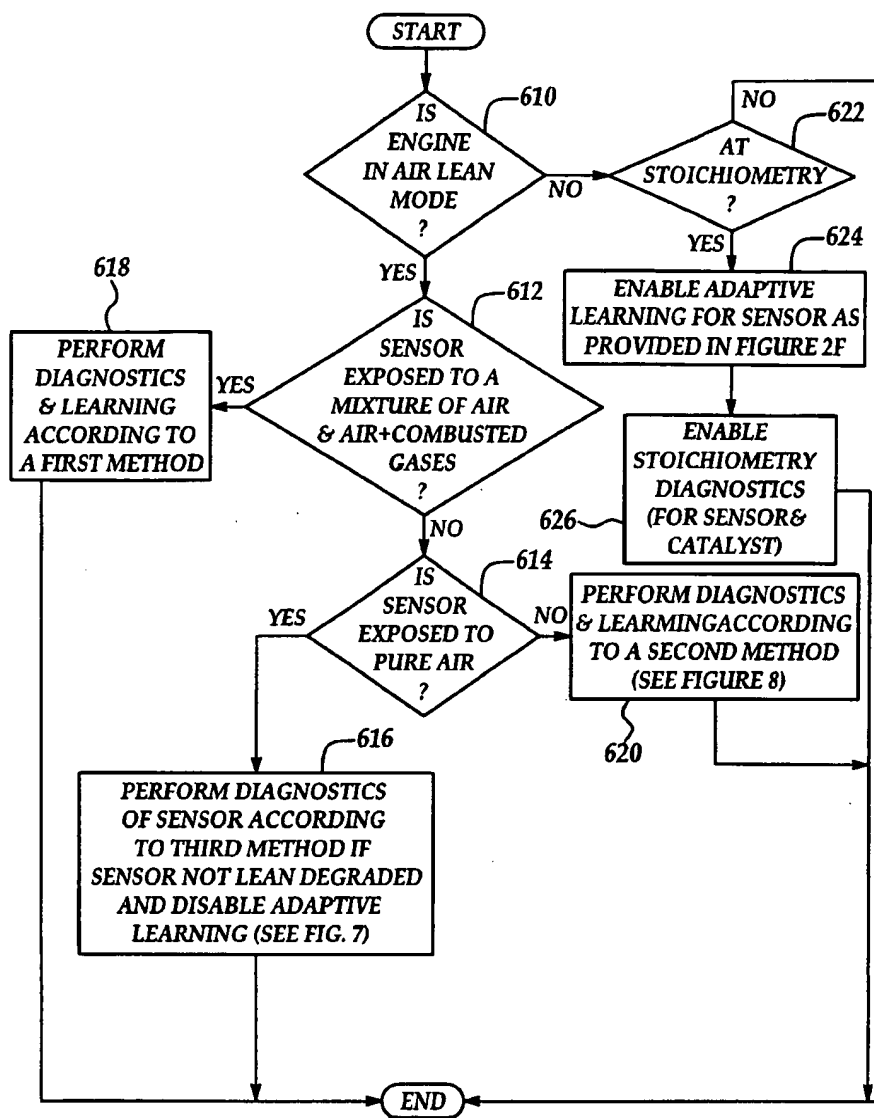 START
610
IS
ENGINE
IN AIR LEAN
MODE
?
NO
NO
622
AT
STOICHIOMETRY
?
YES
YES
624
ENABLE ADAPTIVE
LEARNING FOR SENSOR AS
PROVIDED IN FIGURE 2F
618
PERFORM
DIAGNOSTICS
& LEARNING
ACCORDING TO
A FIRST METHOD
YES
612
IS
SENSOR
EXPOSED TO A
MIXTURE OF AIR
& AIR+COMBUSTED
GASES
?
NO
ENABLE
STOICHIOMETRY
DIAGNOSTICS
(FOR SENSOR&
CATALYST)
626
614
IS
SENSOR
EXPOSED TO
PURE AIR
?
YES
NO
PERFORM DIAGNOSTICS
& LEARMINGACCORDING
TO A SECOND METHOD
(SEE FIGURE 8)
620
616
PERFORM DIAGNOSTICS
OF SENSOR ACCORDING
TO THIRD METHOD IF
SENSOR NOT LEAN DEGRADED
AND DISABLE ADAPTIVE
LEARNING (SEE FIG. 7)
END